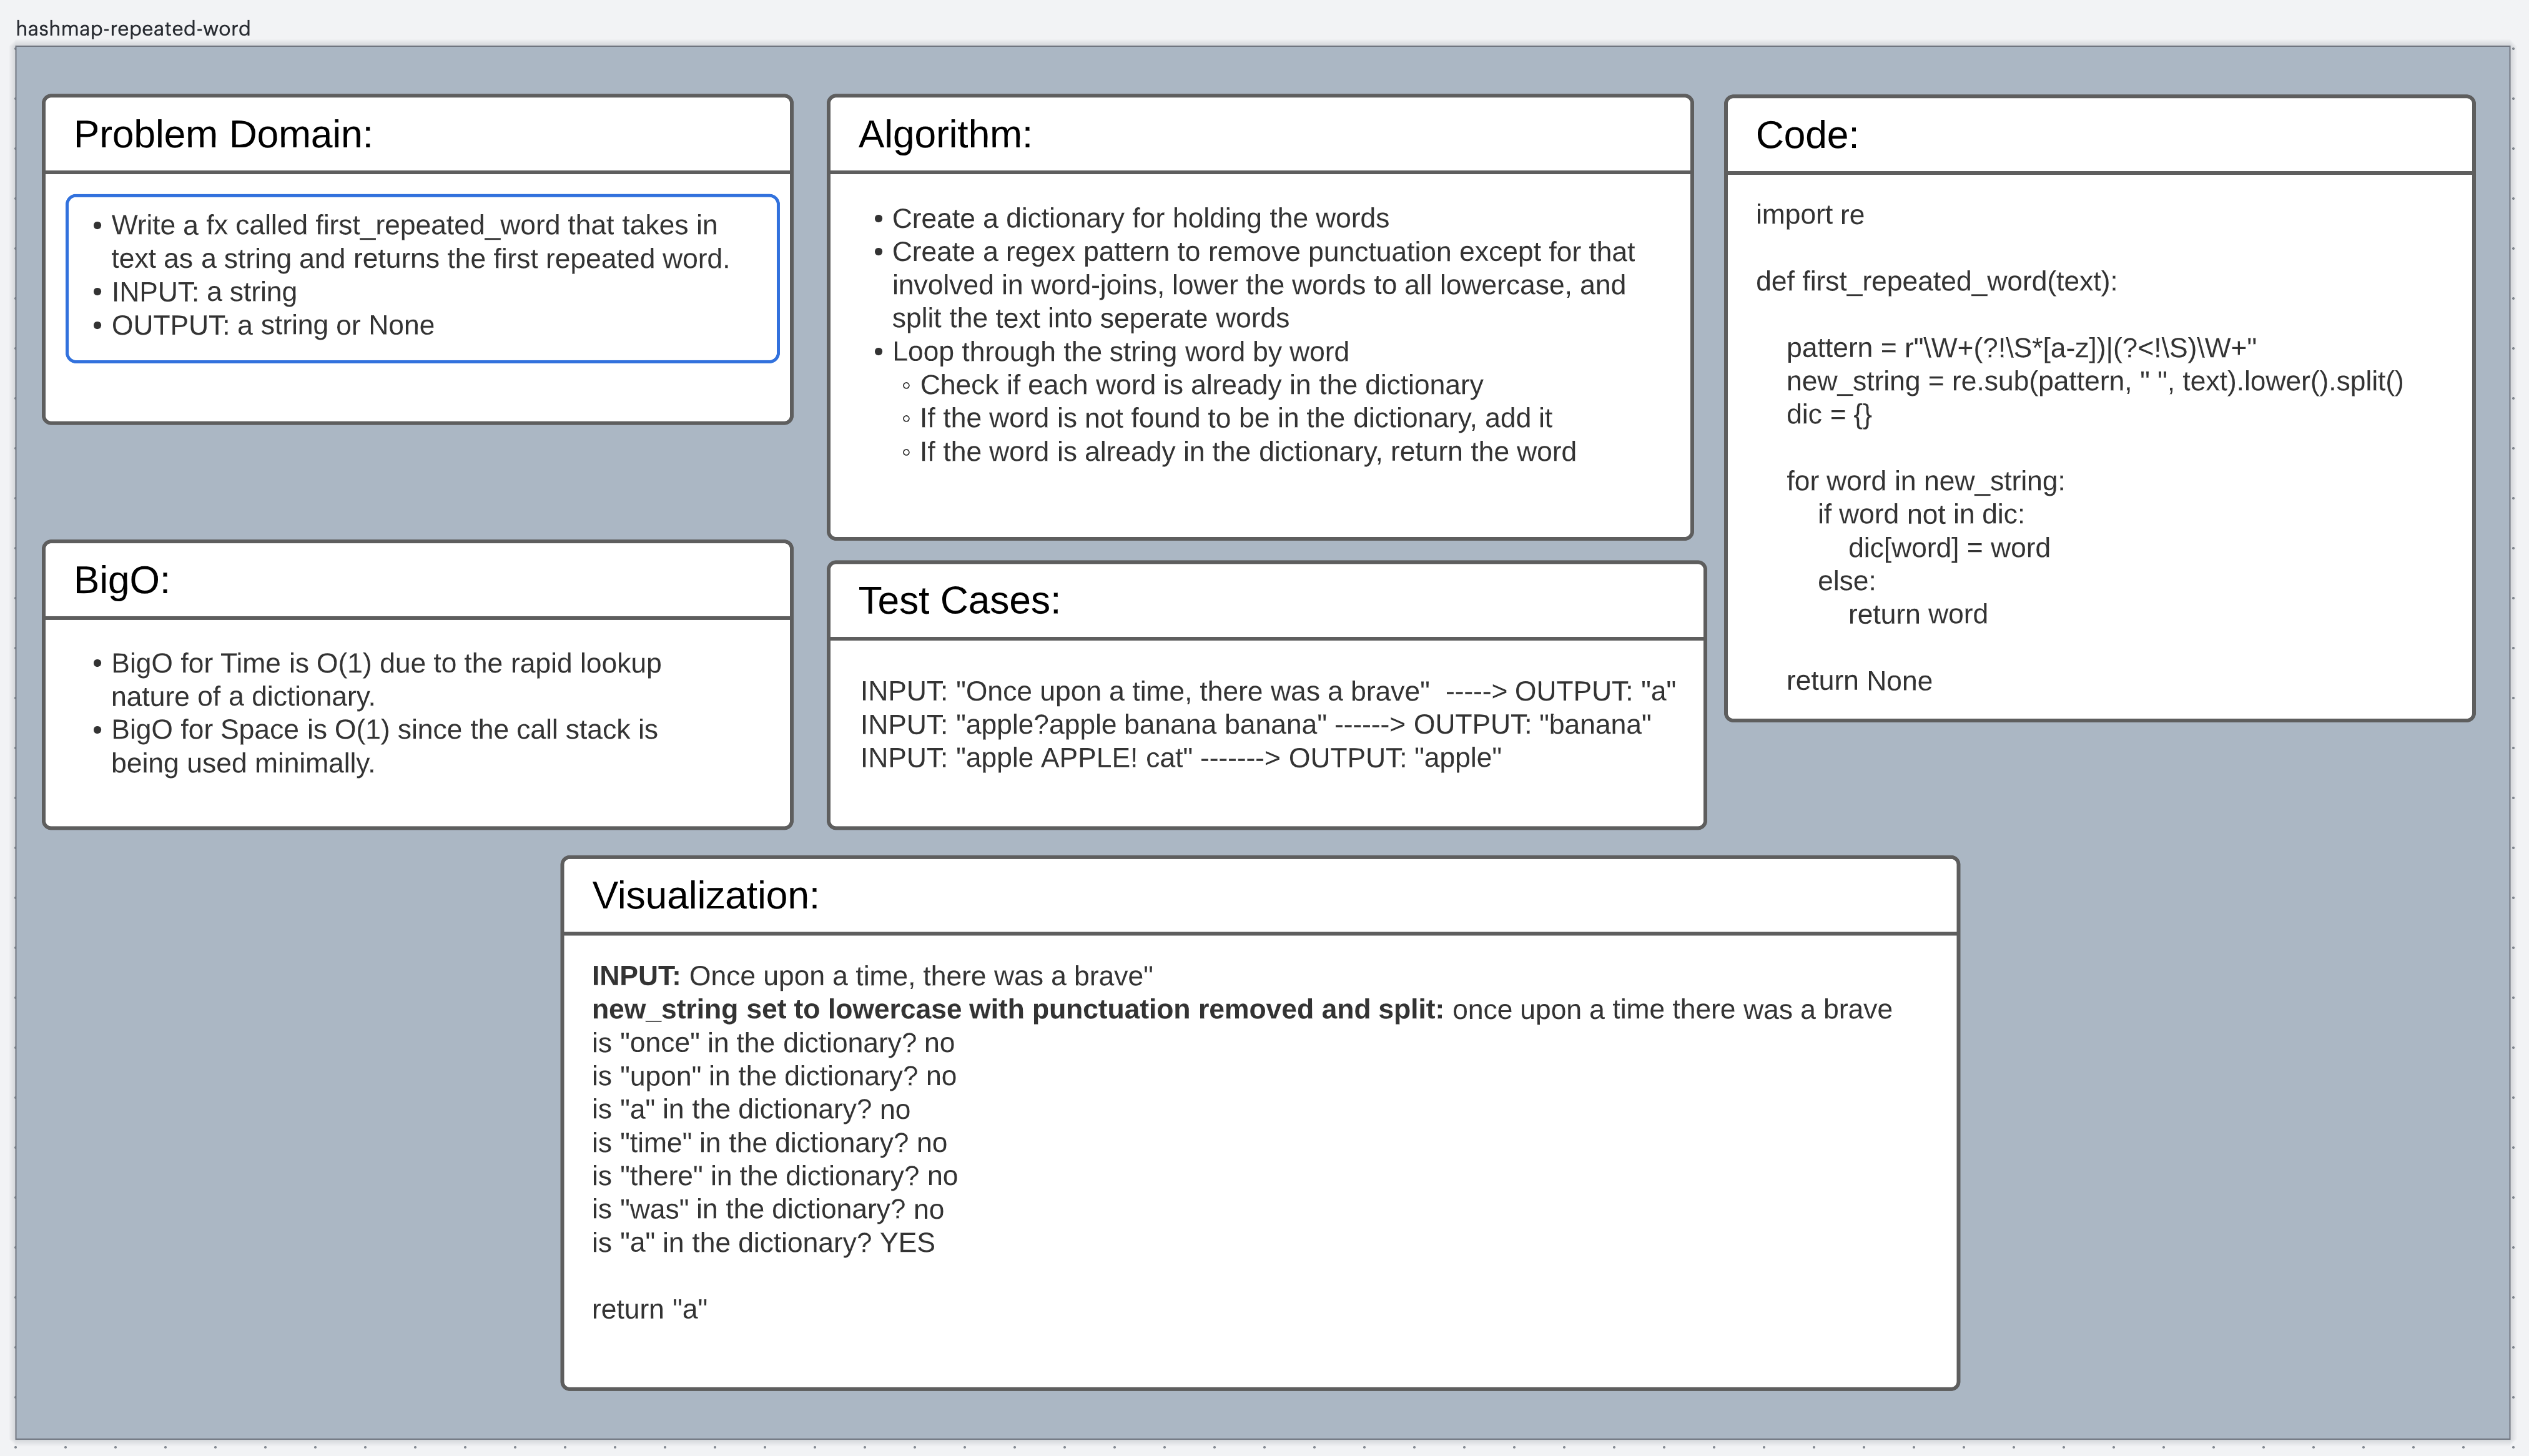 hashmap-repeated-word
Problem Domain:
• Write a fx called first_repeated_word that takes in
text as a string and returns the first repeated word.
• INPUT: a string
• OUTPUT: a string or None
Algorithm:
• Create a dictionary for holding the words
• Create a regex pattern to remove punctuation except for that
involved in word-joins, lower the words to all lowercase, and
split the text into seperate words
• Loop through the string word by word
◦ Check if each word is already in the dictionary
◦ If the word is not found to be in the dictionary, add it
◦ If the word is already in the dictionary, return the word
Code:
import re
def first_repeated_word(text):
pattern = r"\W+(?!\S*[a-z])|(?<!\S)\W+"
new_string = re.sub(pattern, " ", text).lower().split()
dic = {}
for word in new_string:
if word not in dic:
dic[word] = word
else:
return word
return None
BigO:
• BigO for Time is O(1) due to the rapid lookup
nature of a dictionary.
• BigO for Space is O(1) since the call stack is
being used minimally.
Test Cases:
INPUT: "Once upon a time, there was a brave"  -----> OUTPUT: "a"
INPUT: "apple?apple banana banana" ------> OUTPUT: "banana"
INPUT: "apple APPLE! cat" -------> OUTPUT: "apple"
Visualization:
INPUT: Once upon a time, there was a brave"
new_string set to lowercase with punctuation removed and split: once upon a time there was a brave
is "once" in the dictionary? no
is "upon" in the dictionary? no
is "a" in the dictionary? no
is "time" in the dictionary? no
is "there" in the dictionary? no
is "was" in the dictionary? no
is "a" in the dictionary? YES
return "a"